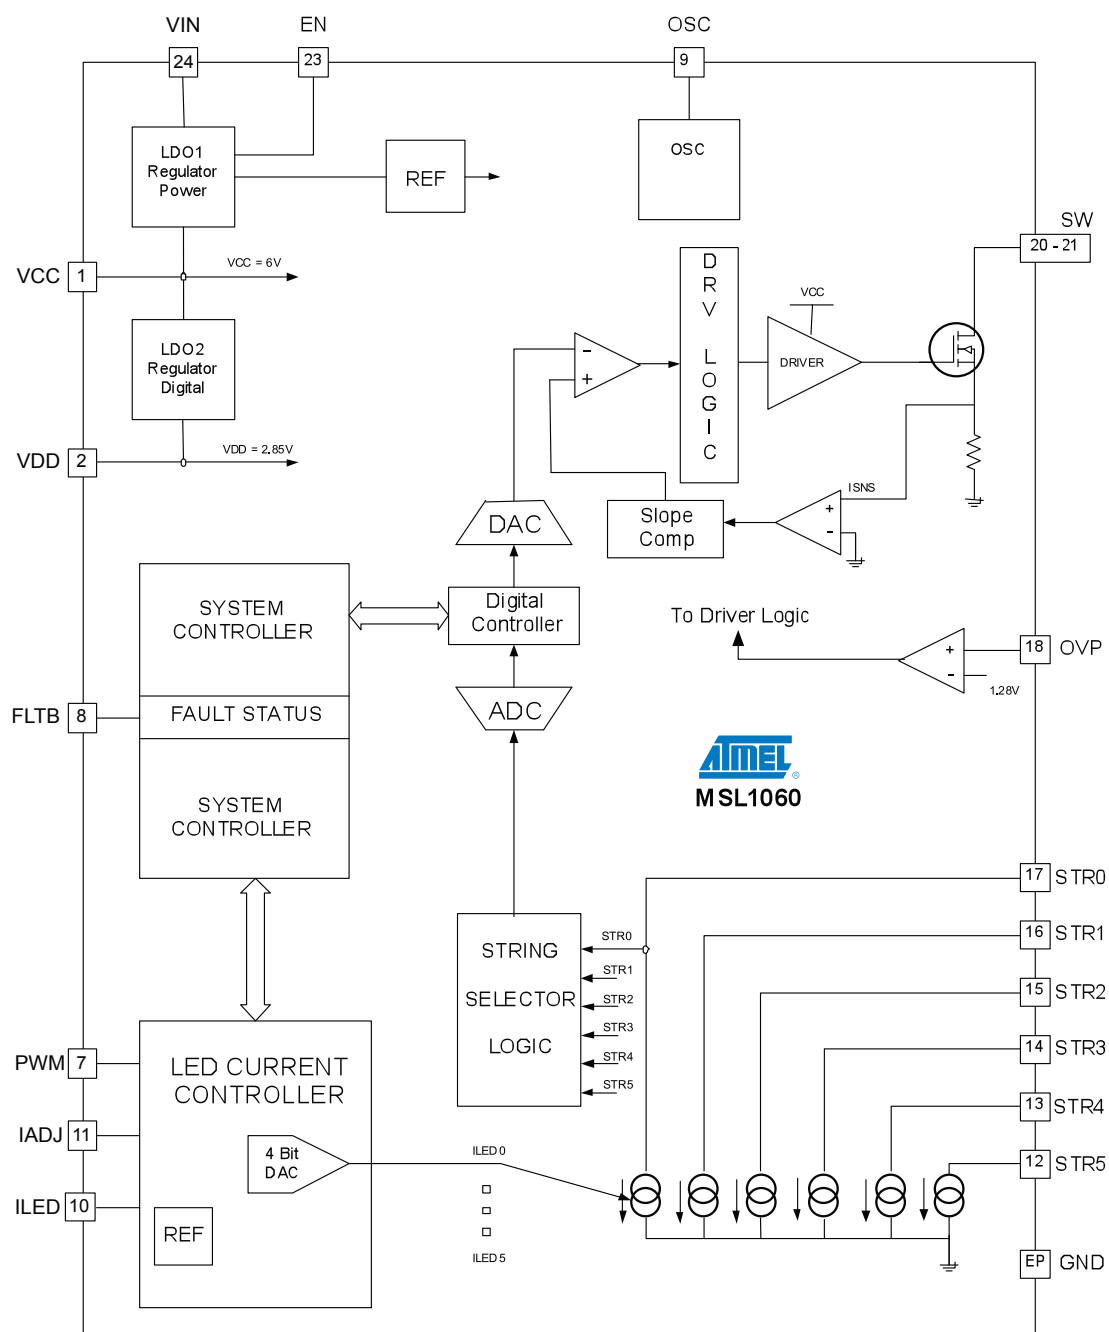 VIN
EN
OSC
24
23
9
LDO1
Regulator
Power
REF
OSC
SW
20 - 21
VCC
1
VCC = 6V
D
R
V
L
O
G
I
C
VCC
LDO2
Regulator
Digital
-
+
DRIVER
VDD
2
VDD = 2.85V
ISNS
+
-
Slope
Comp
DAC
Digital
Controller
ADC
SYSTEM
CONTROLLER
FAULT STATUS
SYSTEM
CONTROLLER
FLTB
8
To Driver Logic
+
-
1.28V
18
OVP
ATMEL
®
MSL1060
17
STR0
16
STR1
15
STR2
14
STR3
13
STR4
12
STR5
STRING
SELECTOR
LOGIC
STR0
STR1
STR2
STR3
STR4
STR5
PWM
7
IADJ
11
ILED
10
LED CURRENT
CONTROLLER
4 Bit
DAC
REF
ILED0
ILED5
EP
GND